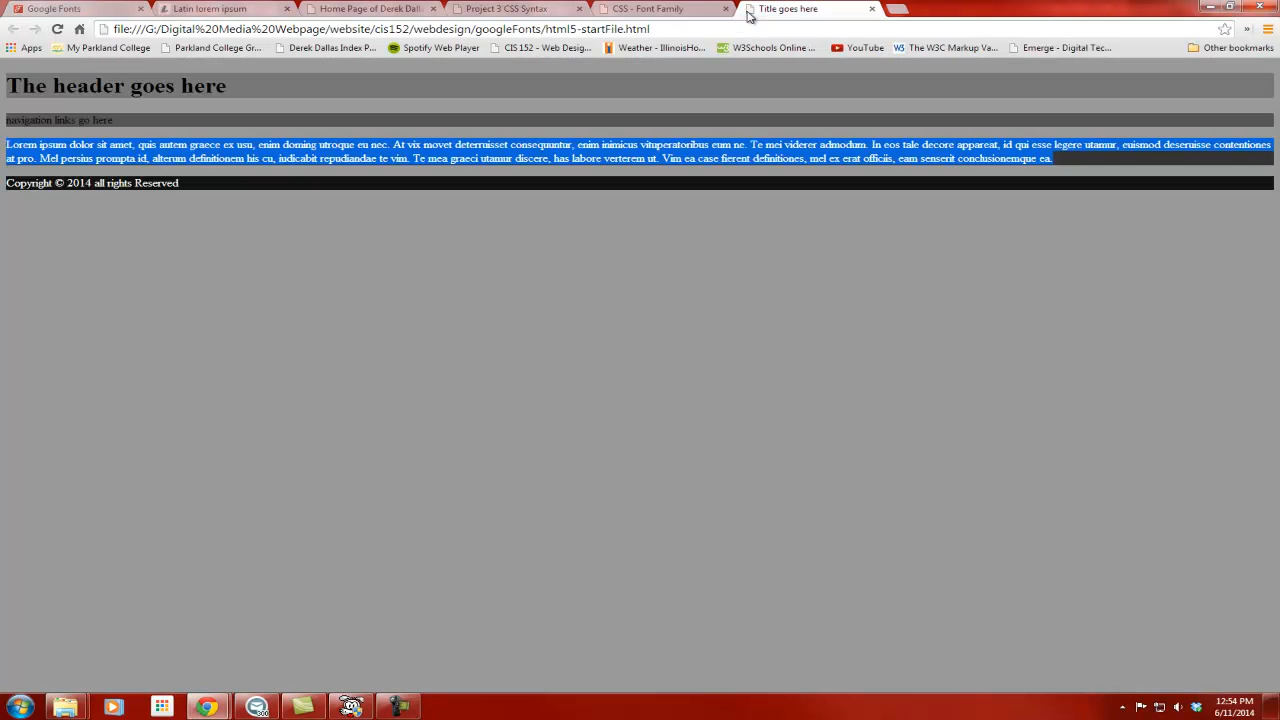 Google Fonts
Latin lorem ipsum
Home Page of Derek Dalla
Project 3 CSS Syntax
CSS - Font Family
Title goes here
file:///G:/Digital%20Media%20Webpage/website/cis152/webdesign/googleFonts/html5-startFile.html
Apps
My Parkland College
Parkland College Gr...
Derek Dallas Index P...
Spotify Web Player
CIS 152 - Web Desig...
Weather - IllinoisHo...
W3Schools Online ...
YouTube
The W3C Markup Va...
Emerge - Digital Tec...
Other bookmarks
The header goes here
navigation links go here
Lorem ipsum dolor sit amet, quis autem graece ex usu, enim doming utroque eu nec. At vix movet deterruisset consequuntur, enim inimicus vituperatoribus eum ne. Te mei viderer admodum. In eos tale decore appareat, id qui esse legere utamur, euismod deseruisse contentiones
at pro. Mel persius prompta id, alterum definitionem his cu, iudicabit repudiandae te vim. Te mea graeci utamur discere, has labore verterem ut. Vim ea case fierent definitiones, mel ex erat officiis, eam senserit conclusionemque ea.
Copyright © 2014 all rights Reserved
12:54 PM
6/11/2014